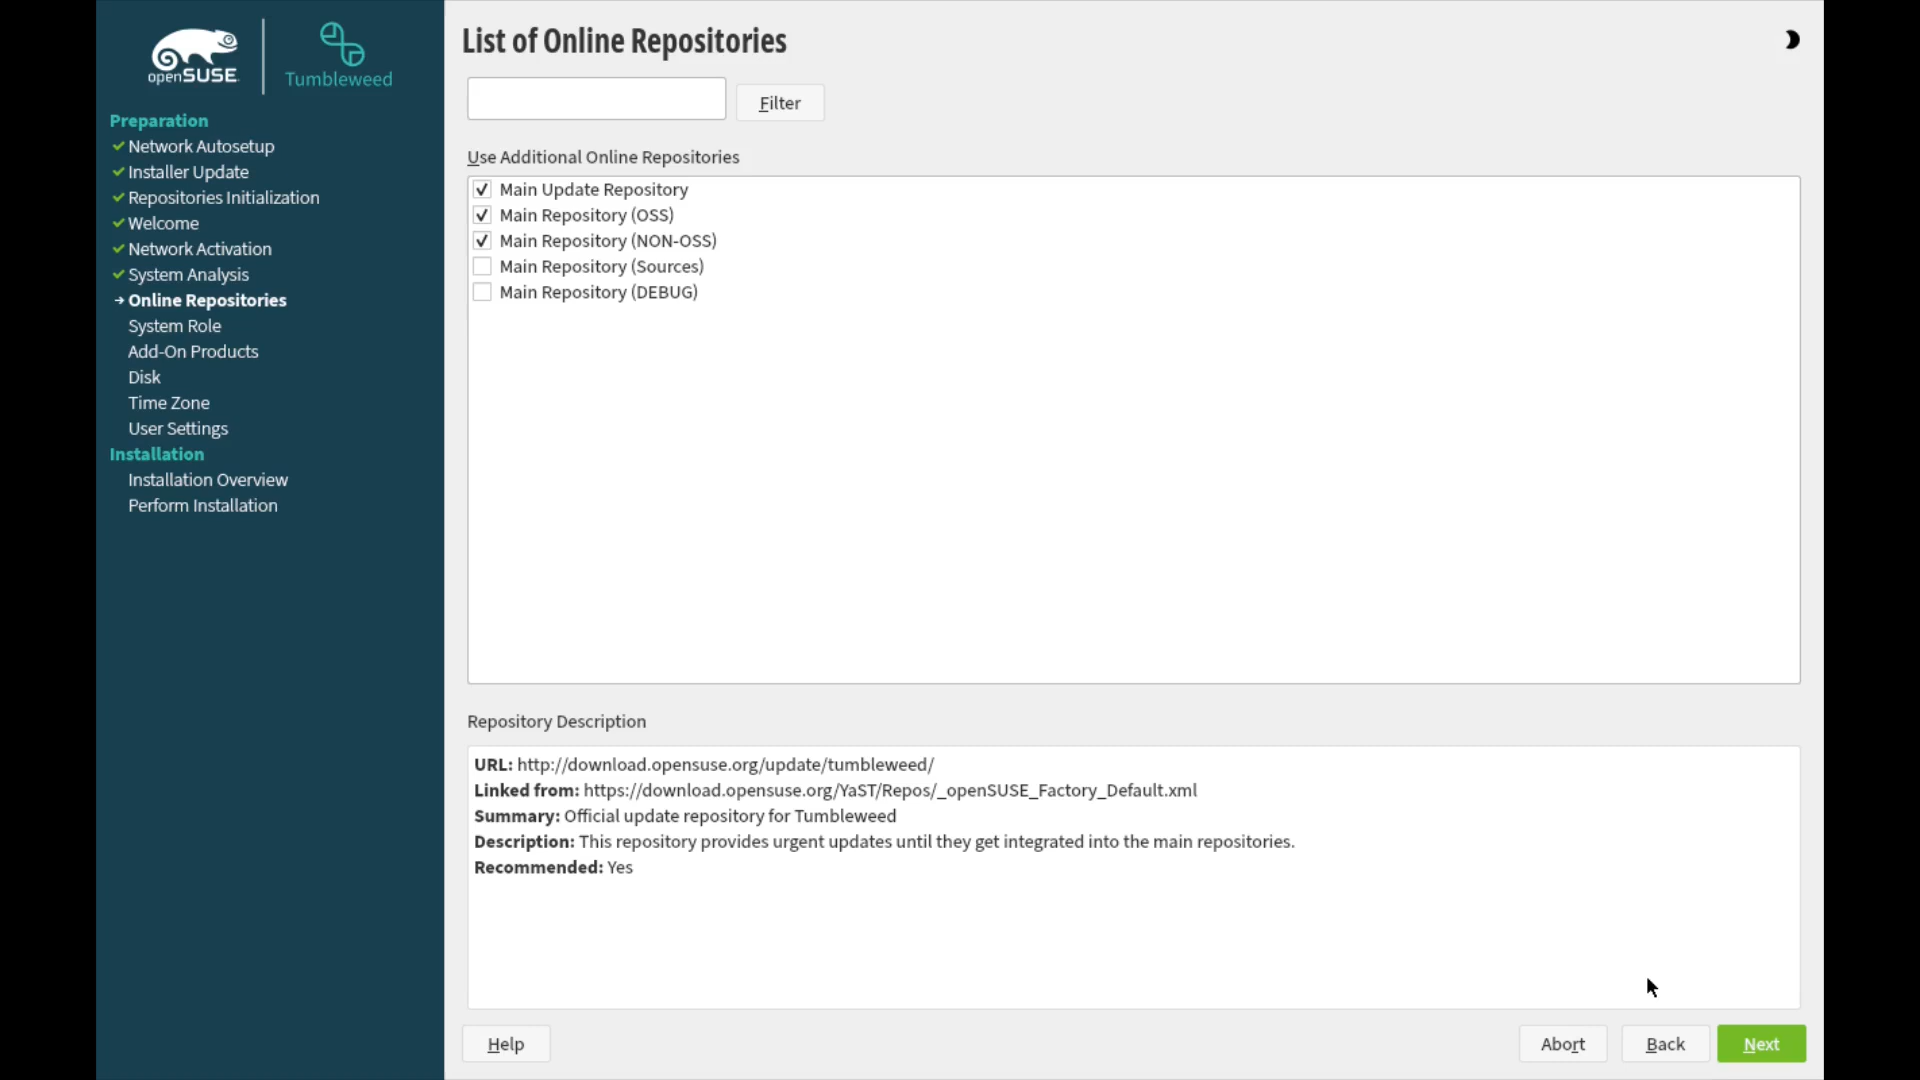 openSUSE
Tumbleweed
Preparation
Network Autosetup
Installer Update
Repositories Initialization
Welcome
Network Activation
System Analysis
Online Repositories
System Role
Add-On Products
Disk
Time Zone
User Settings
Installation
Installation Overview
Perform Installation
List of Online Repositories
Filter
Use Additional Online Repositories
Main Update Repository
Main Repository (OSS)
Main Repository (NON-OSS)
Main Repository (Sources)
Main Repository (DEBUG)
Repository Description
URL: http://download.opensuse.org/update/tumbleweed/
Linked from: https://download.opensuse.org/YaST/Repos/_openSUSE_Factory_Default.xml
Summary: Official update repository for Tumbleweed
Description: This repository provides urgent updates until they get integrated into the main repositories.
Recommended: Yes
Help
Abort
Back
Next